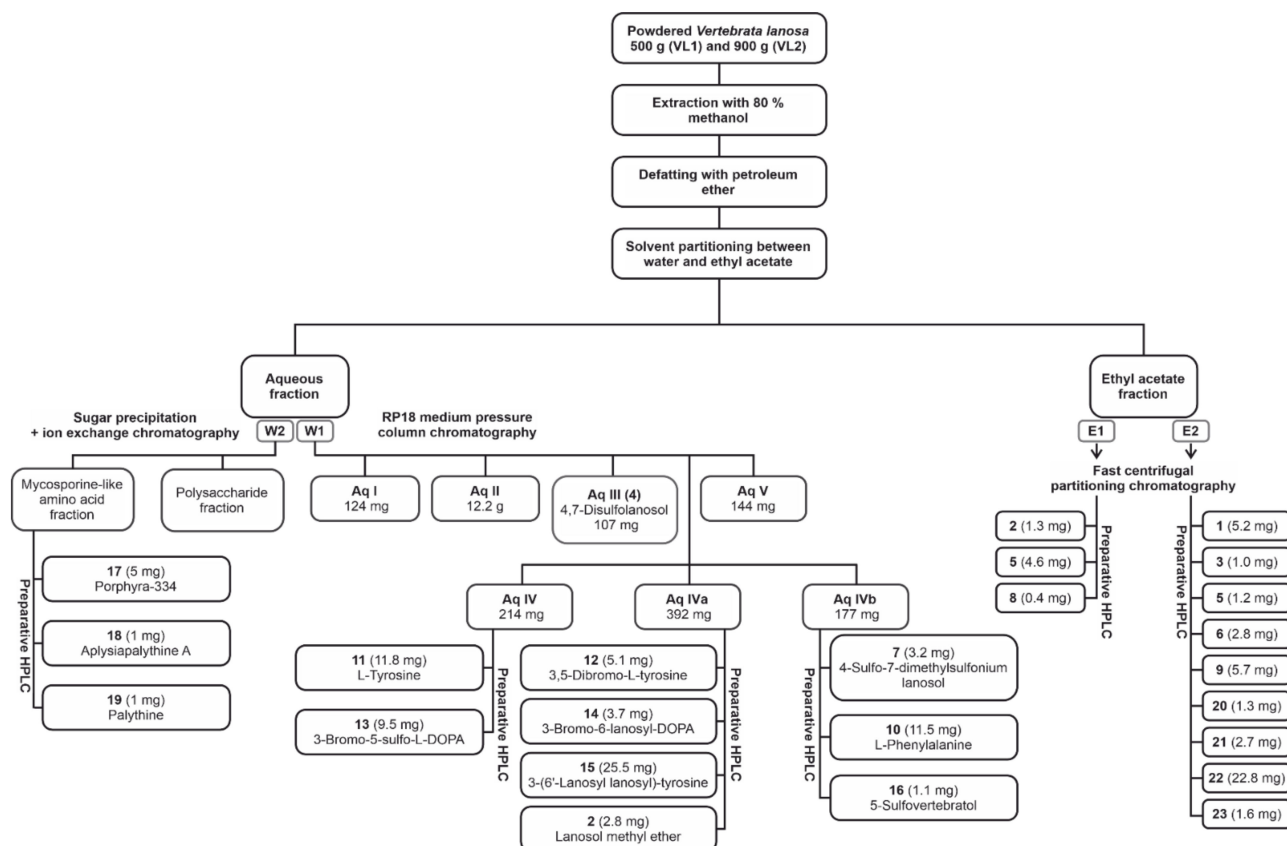 Powdered Vertebrata lanosa
500 g (VL1) and 900 g (VL2)
Extraction with 80 %
methanol
Defatting with petroleum
ether
Solvent partitioning between
water and ethyl acetate
Aqueous
fraction
Ethyl acetate
fraction
Sugar precipitation
+ ion exchange chromatography
W2
W1
RP18 medium pressure
column chromatography
E1
E2
Fast centrifugal
partitioning chromatography
Mycosporine-like
amino acid
fraction
Polysaccharide
fraction
Aq I
124 mg
Aq II
12.2 g
Aq III (4)
4,7-Disulfolanosol
107 mg
Aq V
144 mg
Preparative HPLC
17 (5 mg)
Porphyra-334
18 (1 mg)
Aplysiapalythine A
19 (1 mg)
Palythine
Aq IV
214 mg
Aq IVa
392 mg
Aq IVb
177 mg
11 (11.8 mg)
L-Tyrosine
13 (9.5 mg)
3-Bromo-5-sulfo-L-DOPA
Preparative HPLC
12 (5.1 mg)
3,5-Dibromo-L-tyrosine
14 (3.7 mg)
3-Bromo-6-lanosyl-DOPA
15 (25.5 mg)
3-(6'-Lanosyl lanosyl)-tyrosine
2 (2.8 mg)
Lanosol methyl ether
Preparative HPLC
7 (3.2 mg)
4-Sulfo-7-dimethylsulfonium
lanosol
10 (11.5 mg)
L-Phenylalanine
16 (1.1 mg)
5-Sulfovertebratol
2 (1.3 mg)
5 (4.6 mg)
8 (0.4 mg)
Preparative HPLC
Preparative HPLC
1 (5.2 mg)
3 (1.0 mg)
5 (1.2 mg)
6 (2.8 mg)
9 (5.7 mg)
20 (1.3 mg)
21 (2.7 mg)
22 (22.8 mg)
23 (1.6 mg)